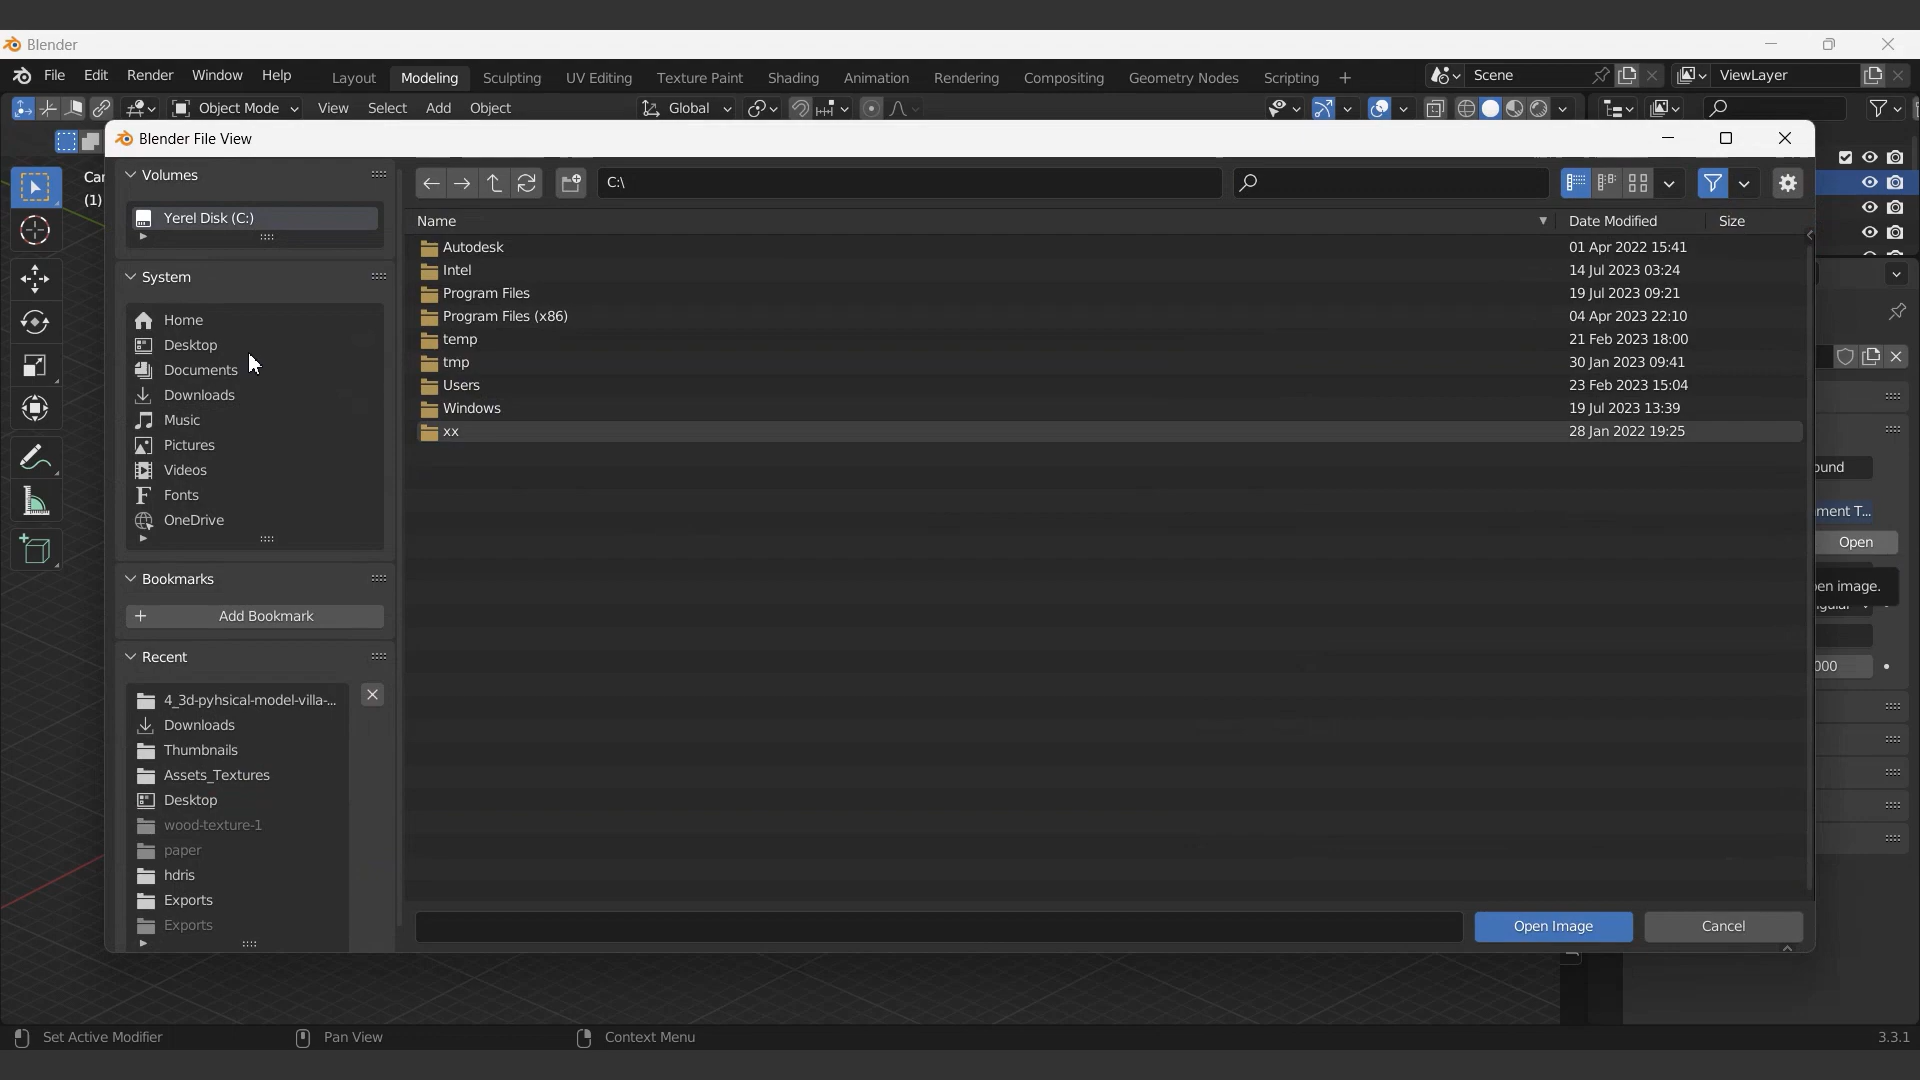 Blender
File Edit Render Window Help Layout Modeling Sculpting UV Editing Texture Paint Shading Animation Rendering Compositing Geometry Nodes Scripting + Scene ViewLayer
Object Mode View Select Add Object Global
Blender File View
(1)
Volumes
Yerel Disk (C:)
System
Home
Desktop
Documents
Downloads
Music
Pictures
Videos
Fonts
OneDrive
Bookmarks
+ Add Bookmark
Recent
4_3d-pyhsical-model-villa-...
Downloads
Thumbnails
Assets_Textures
Desktop
wood-texture-1
paper
hdris
Exports
Exports
C:\
Name Date Modified Size
Autodesk 01 Apr 2022 15:41
Intel 14 Jul 2023 03:24
Program Files 19 Jul 2023 09:21
Program Files (x86) 04 Apr 2023 22:10
temp 21 Feb 2023 18:00
tmp 30 Jan 2023 09:41
Users 23 Feb 2023 15:04
Windows 19 Jul 2023 13:39
xx 28 Jan 2022 19:25
Open Image Cancel
ound
ment T...
Open
en image.
000
Set Active Modifier Pan View Context Menu 3.3.1